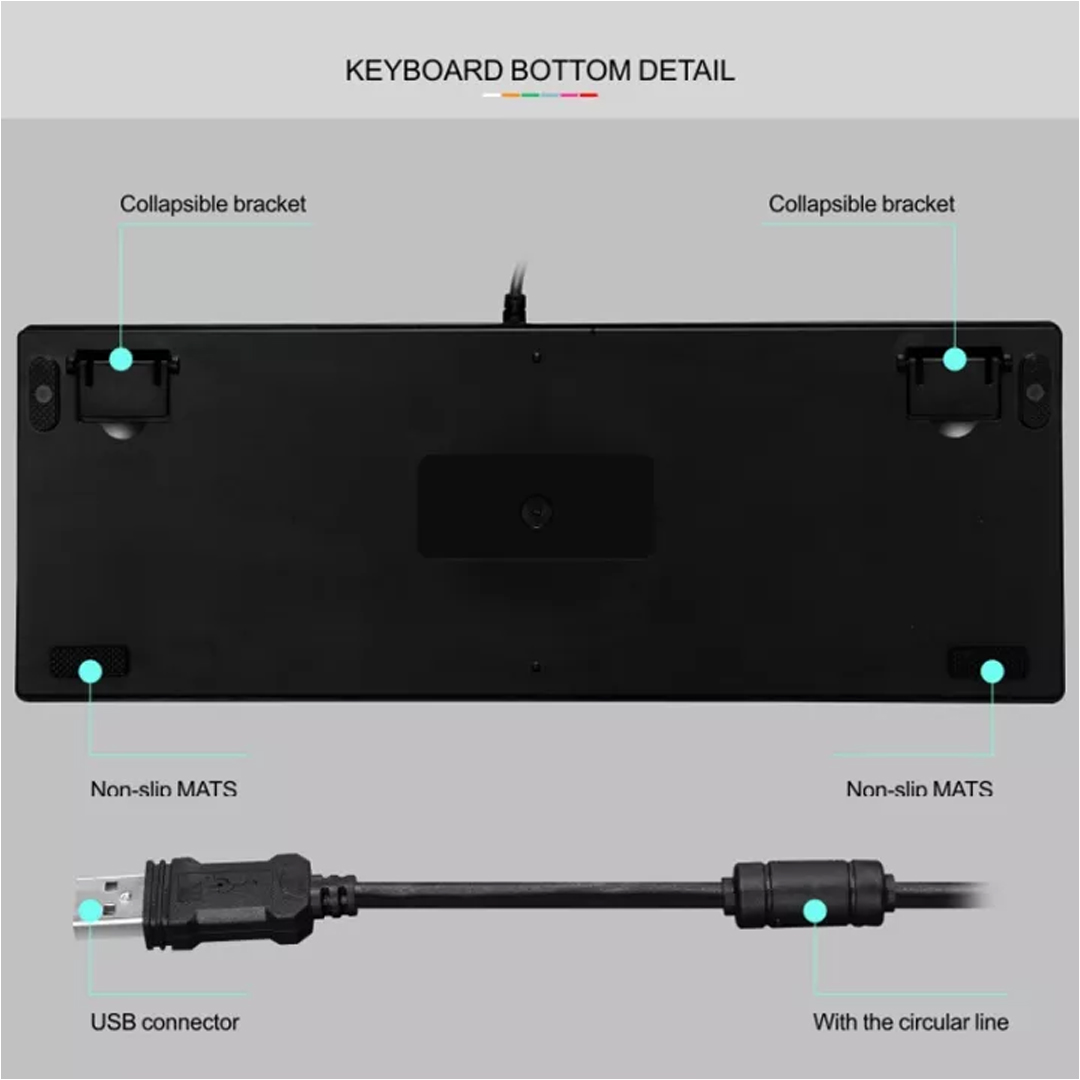 KEYBOARD BOTTOM DETAIL
Collapsible bracket
Collapsible bracket
Non-slip MATS
Non-slip MATS
USB connector
With the circular line